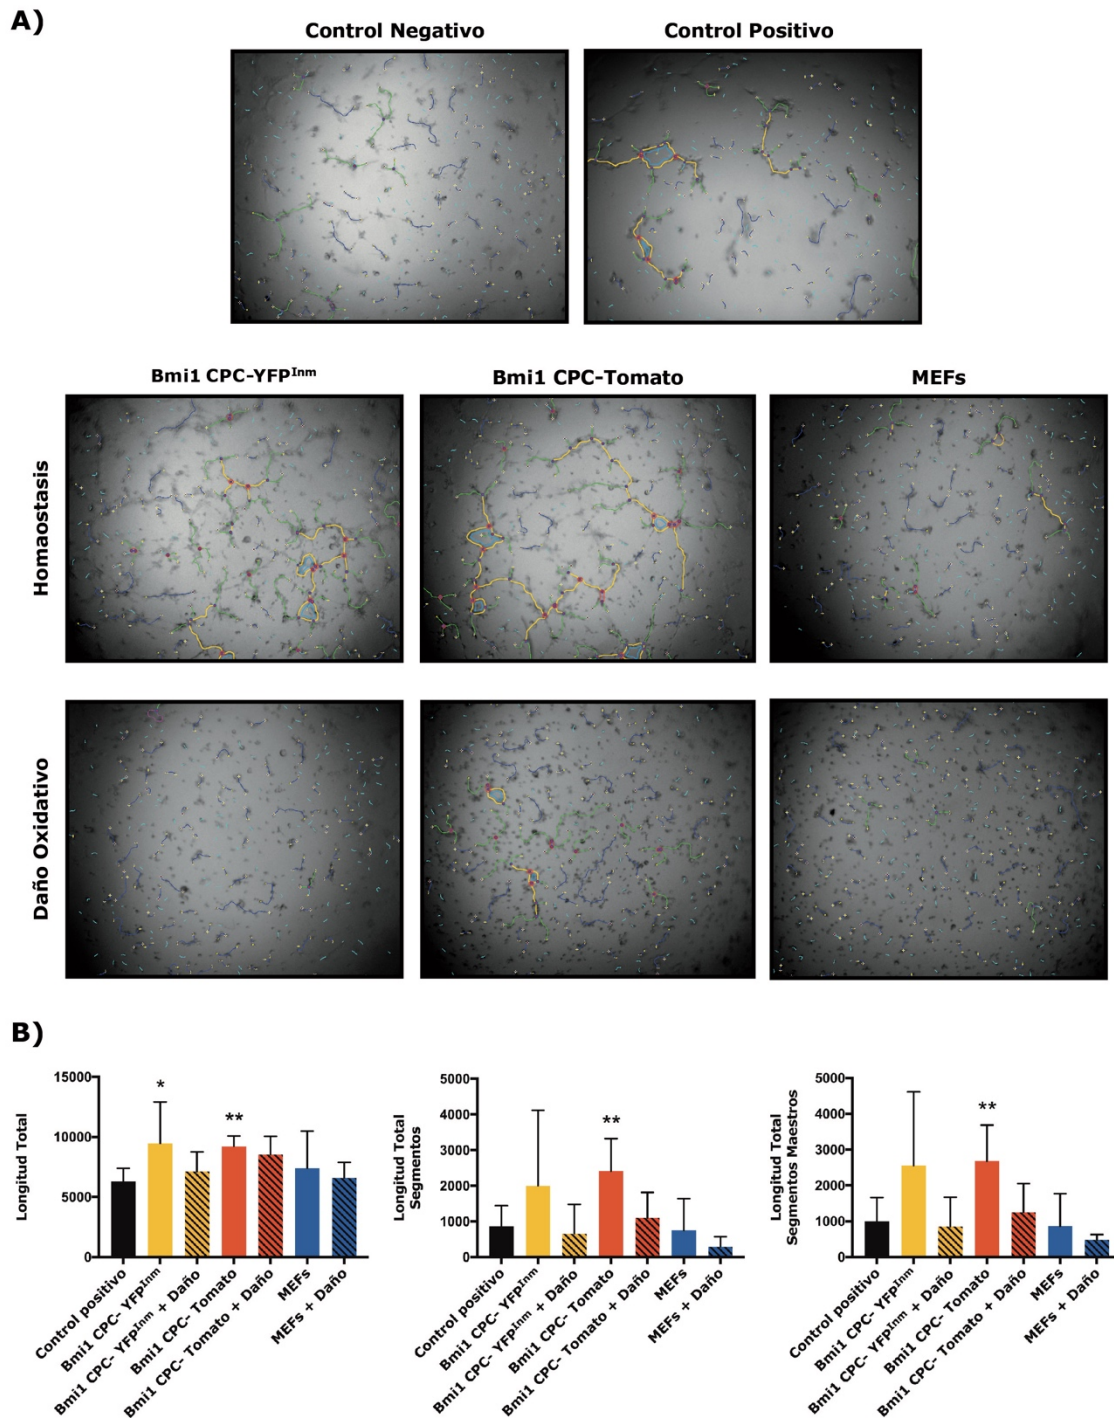 A)
Control Negativo
Control Positivo
Bmi1 CPC-YFPInm
Bmi1 CPC-Tomato
MEFs
Homaostasis
Daño Oxidativo
B)
Longitud Total
15000
10000
5000
0
*
**
Control positivo
Bmi1 CPC- YFPInm
Bmi1 CPC- YFPInm + Daño
Bmi1 CPC- Tomato
Bmi1 CPC- Tomato + Daño
MEFs
MEFs + Daño
Longitud Total
Segmentos
5000
4000
3000
2000
1000
0
**
Control positivo
Bmi1 CPC- YFPInm
Bmi1 CPC- YFPInm + Daño
Bmi1 CPC- Tomato
Bmi1 CPC- Tomato + Daño
MEFs
MEFs + Daño
Longitud Total
Segmentos Maestros
5000
4000
3000
2000
1000
0
**
Control positivo
Bmi1 CPC- YFPInm
Bmi1 CPC- YFPInm + Daño
Bmi1 CPC- Tomato
Bmi1 CPC- Tomato + Daño
MEFs
MEFs + Daño